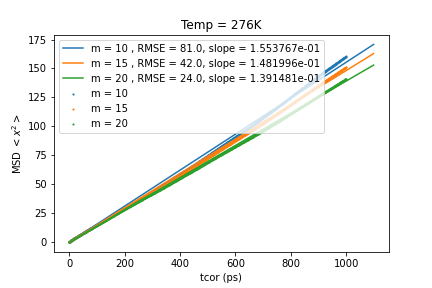 Temp = 276K
175
150
125
100
75
50
25
0
MSD < x² >
m = 10 , RMSE = 81.0, slope = 1.553767e-01
m = 15 , RMSE = 42.0, slope = 1.481996e-01
m = 20 , RMSE = 24.0, slope = 1.391481e-01
m = 10
m = 15
m = 20
0 200 400 600 800 1000
tcor (ps)